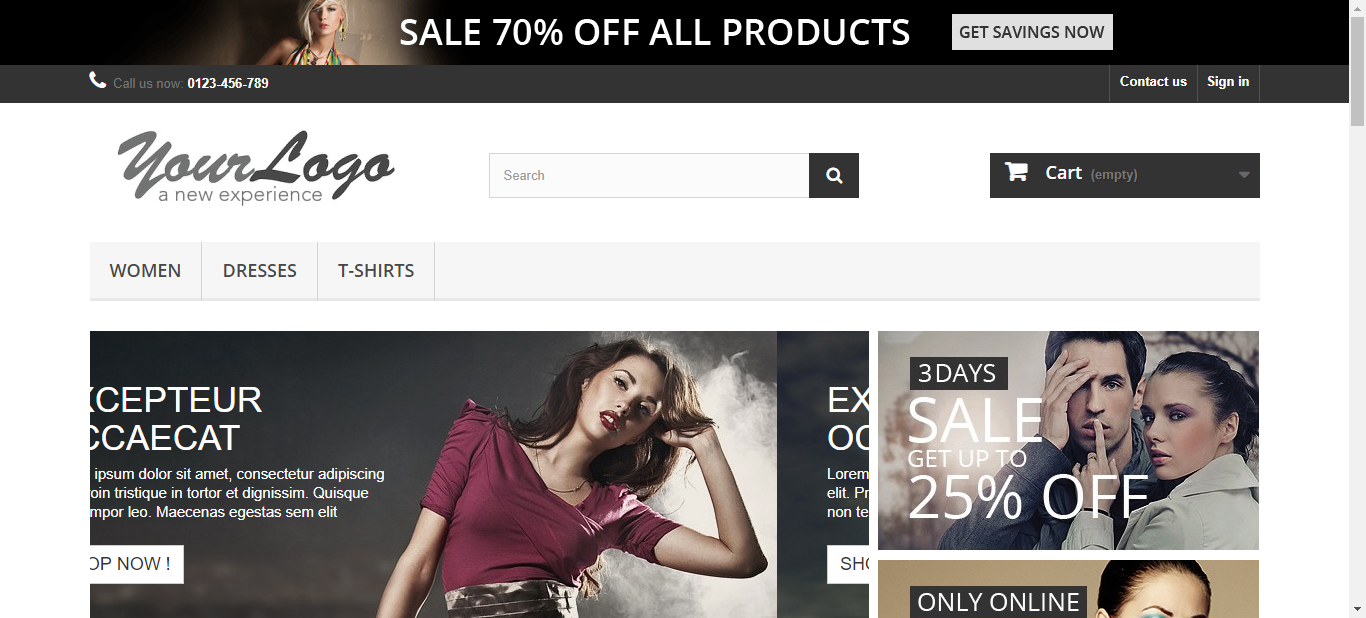 SALE 70% OFF ALL PRODUCTS
GET SAVINGS NOW
Call us now: 0123-456-789
Contact us
Sign in
YourLogo
a new experience
Search
Cart (empty)
WOMEN
DRESSES
T-SHIRTS
XCEPTEUR
CCAECAT
ipsum dolor sit amet, consectetur adipiscing
roin tristique in tortor et dignissim. Quisque
mpor leo. Maecenas egestas sem elit
OP NOW !
EX
OC
Lorem
elit. Pr
non te
SHO
3 DAYS
SALE
GET UP TO
25% OFF
ONLY ONLINE